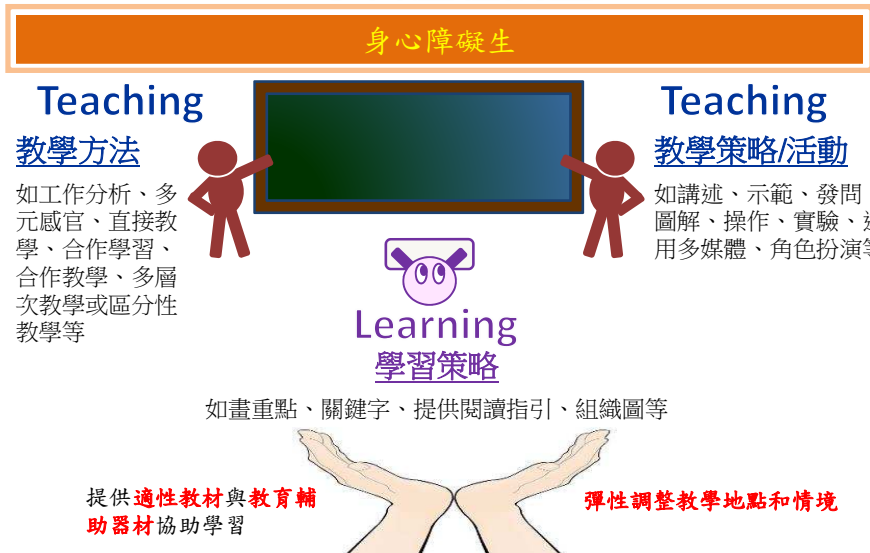 身心障礙生
Teaching
教學方法
如工作分析、多
元感官、直接教
學、合作學習、
合作教學、多層
次教學或區分性
教學等
Teaching
教學策略/活動
如講述、示範、發問
圖解、操作、實驗、
用多媒體、角色扮演
Learning
學習策略
如畫重點、關鍵字、提供閱讀指引、組織圖等
提供適性教材與教育輔
助器材協助學習
彈性調整教學地點和情境